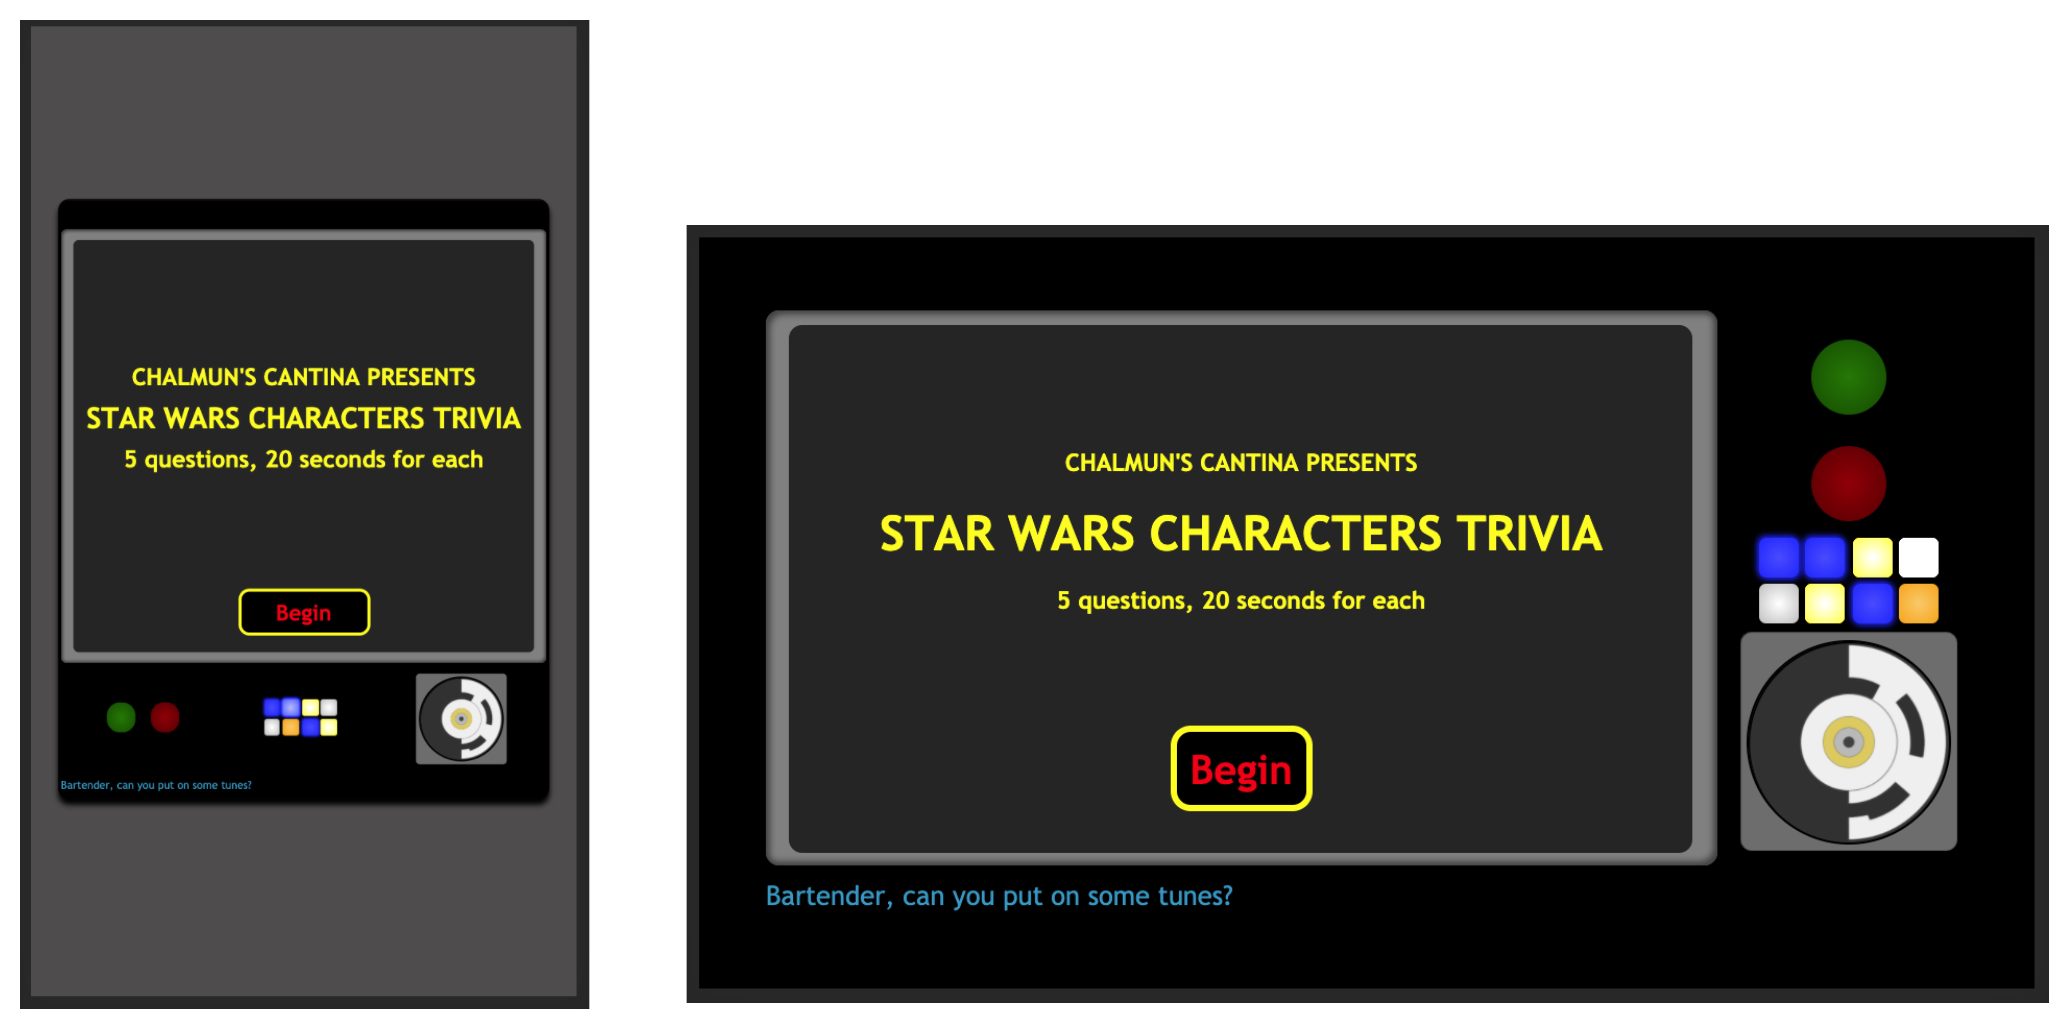 CHALMUN'S CANTINA PRESENTS
STAR WARS CHARACTERS TRIVIA
5 questions, 20 seconds for each
Begin
Bartender, can you put on some tunes?
CHALMUN'S CANTINA PRESENTS
STAR WARS CHARACTERS TRIVIA
5 questions, 20 seconds for each
Begin
Bartender, can you put on some tunes?